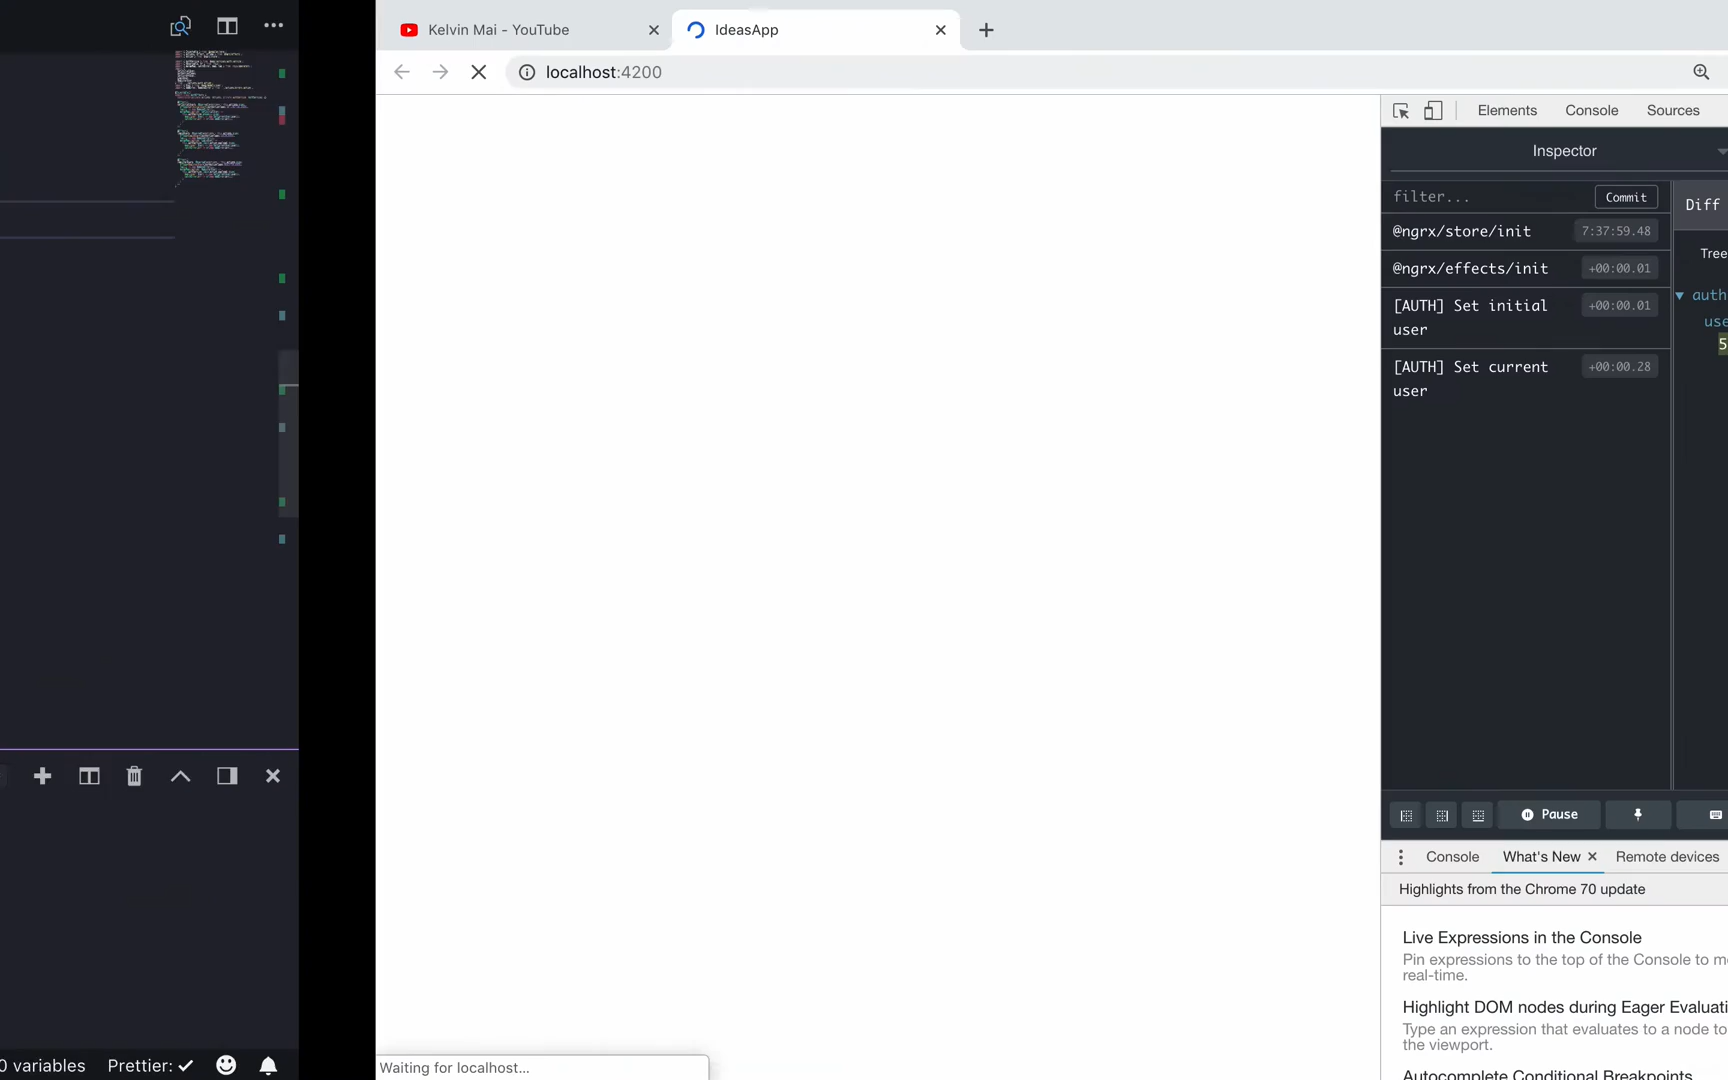 Kelvin Mai - YouTube
IdeasApp
localhost:4200
Elements
Console
Sources
Inspector
filter...
Commit
Diff
@ngrx/store/init
7:37:59.48
Tree
@ngrx/effects/init
+00:00.01
auth
[AUTH] Set initial
user
+00:00.01
use
5
[AUTH] Set current
user
+00:00.28
Pause
Console
What's New
Remote devices
Highlights from the Chrome 70 update
Live Expressions in the Console
Pin expressions to the top of the Console to m
real-time.
Highlight DOM nodes during Eager Evaluati
Type an expression that evaluates to a node to
the viewport.
Autocomplete Conditional Breakpoints
0 variables
Prettier:
Waiting for localhost...